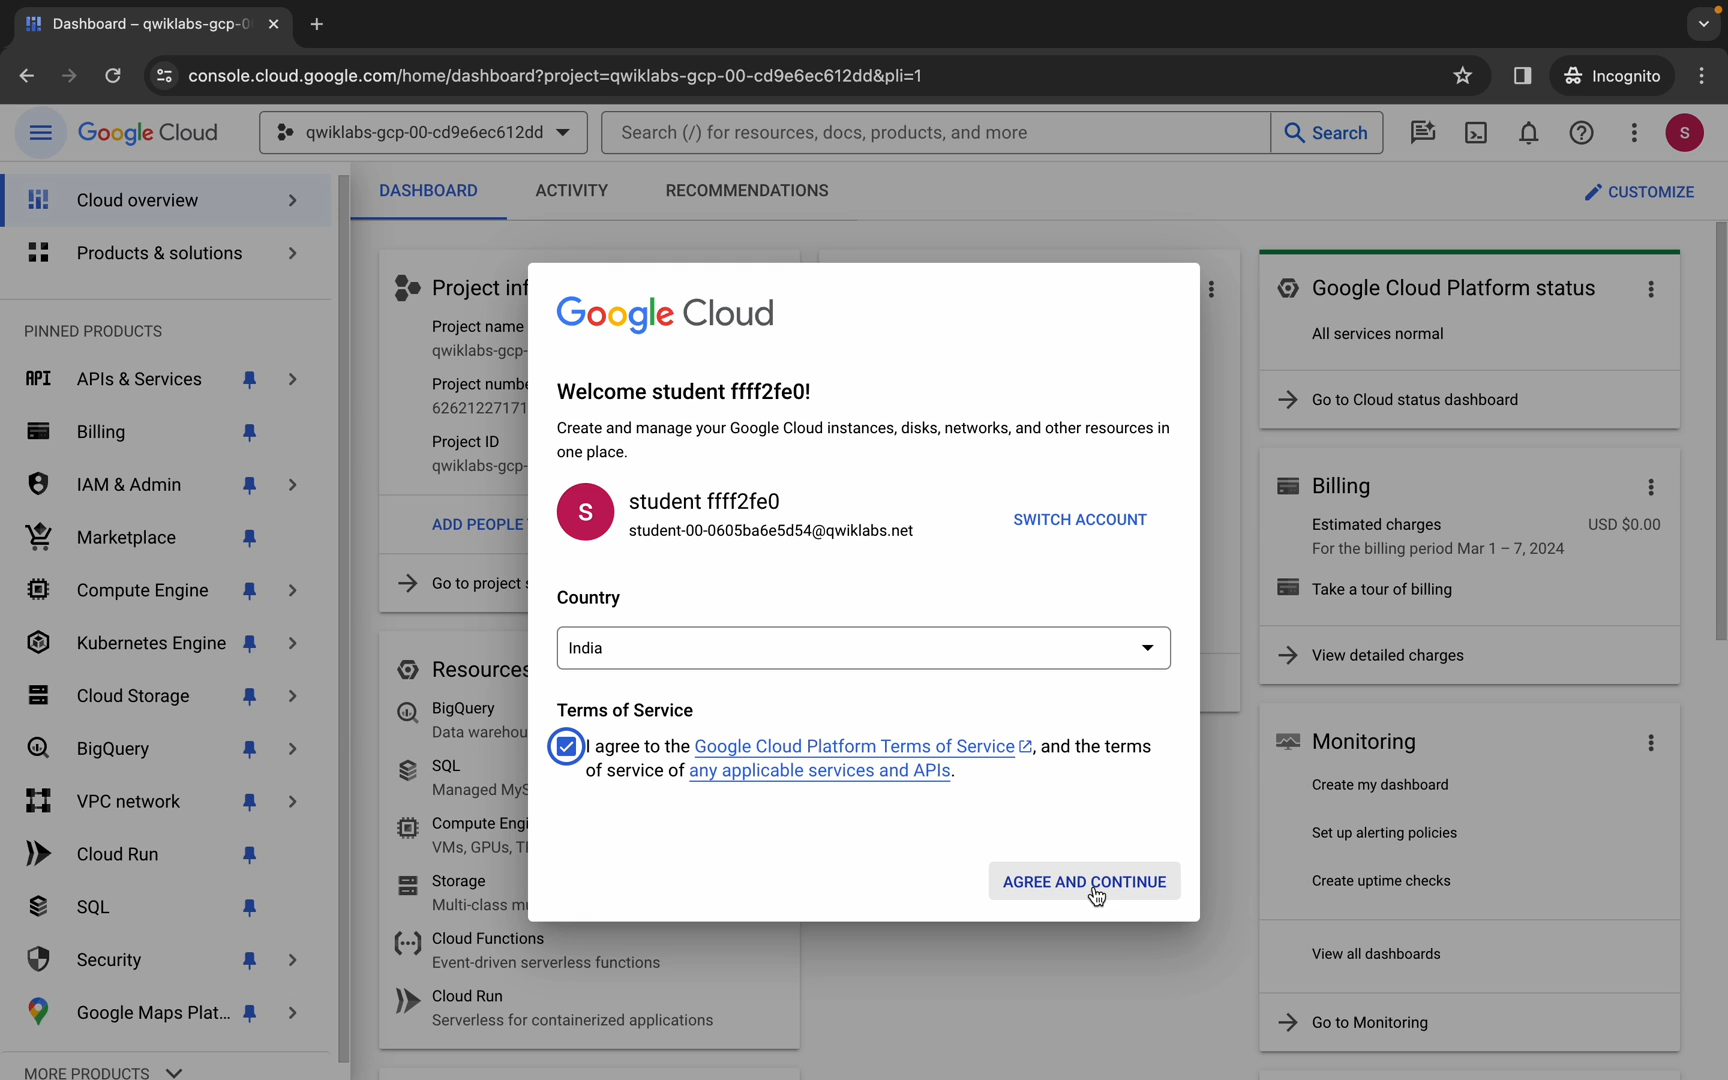 Dashboard – qwiklabs-gcp-0
console.cloud.google.com/home/dashboard?project=qwiklabs-gcp-00-cd9e6ec612dd&pli=1
Incognito
Google Cloud
qwiklabs-gcp-00-cd9e6ec612dd
Search (/) for resources, docs, products, and more
Search
S
Cloud overview
Products & solutions
PINNED PRODUCTS
API APIs & Services
Billing
IAM & Admin
Marketplace
Compute Engine
Kubernetes Engine
Cloud Storage
BigQuery
VPC network
Cloud Run
SQL
Security
Google Maps Plat...
MORE PRODUCTS
DASHBOARD
ACTIVITY
RECOMMENDATIONS
CUSTOMIZE
Project inf
Project name
qwiklabs-gcp-
Project numbe
62621227171
Project ID
qwiklabs-gcp-
ADD PEOPLE
Go to project s
Resources
BigQuery
Data warehou
SQL
Managed MyS
Compute Engi
VMs, GPUs, T
Storage
Multi-class mu
Cloud Functions
Event-driven serverless functions
Cloud Run
Serverless for containerized applications
Google Cloud
Welcome student ffff2fe0!
Create and manage your Google Cloud instances, disks, networks, and other resources in
one place.
S
student ffff2fe0
student-00-0605ba6e5d54@qwiklabs.net
SWITCH ACCOUNT
Country
India
Terms of Service
I agree to the Google Cloud Platform Terms of Service, and the terms
of service of any applicable services and APIs.
AGREE AND CONTINUE
Google Cloud Platform status
All services normal
Go to Cloud status dashboard
Billing
Estimated charges USD $0.00
For the billing period Mar 1 – 7, 2024
Take a tour of billing
View detailed charges
Monitoring
Create my dashboard
Set up alerting policies
Create uptime checks
View all dashboards
Go to Monitoring